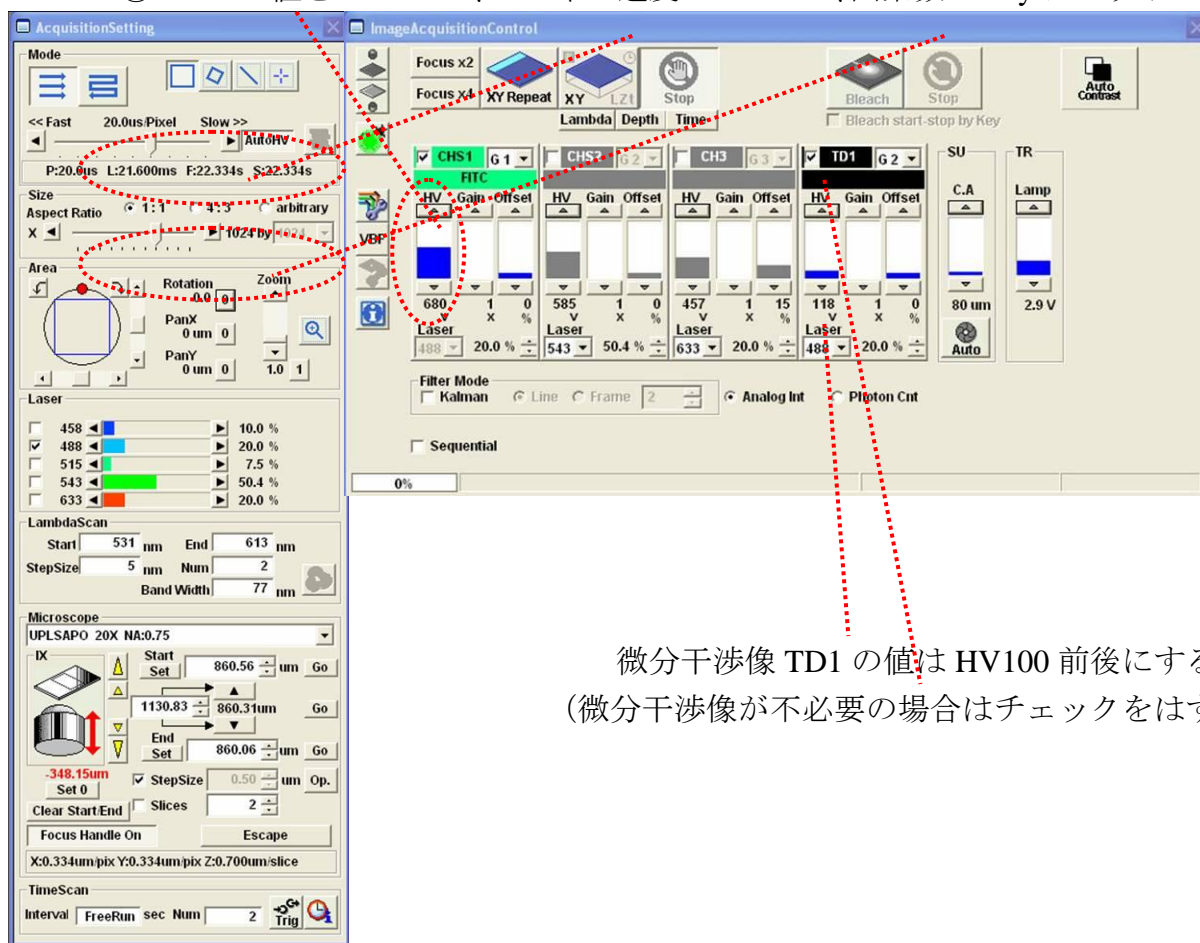 AcquisitionSetting
Mode
<< Fast 20.0us/Pixel Slow >>
AutoHV
P:20.0us L:21.600ms F:22.334s S:22.334s
Size
Aspect Ratio 1:1 4:3 arbitrary
X 1024 by 1024
Area
Rotation Zoom
0.0 0
PanX
0 um 0
PanY
0 um 0 1.0 1
Laser
458 10.0 %
488 20.0 %
515 7.5 %
543 50.4 %
633 20.0 %
LambdaScan
Start 531 nm End 613 nm
StepSize 5 nm Num 2
Band Width 77 nm
Microscope
UPLSAPO 20X NA:0.75
IX
Start
Set 860.56 um Go
1130.83 860.31um Go
End
Set 860.06 um Go
-348.15um
Set 0
StepSize 0.50 um Op.
Clear Start/End Slices 2
Focus Handle On Escape
X:0.334um/pix Y:0.334um/pix Z:0.700um/slice
TimeScan
Interval FreeRun sec Num 2 Trig
ImageAcquisitionControl
Focus x2
Focus x4 XY Repeat XY LZt Stop
Lambda Depth Time
Bleach Stop
Bleach start-stop by Key
Auto Contrast
VBF
CHS1 G 1 CHS2 G 2 CH3 G 3 TD1 G 2
FITC
HV Gain Offset HV Gain Offset HV Gain Offset HV Gain Offset
680 1 0 585 1 0 457 1 15 118 1 0
V X % V X % V X % V X %
Laser Laser Laser Laser
488 20.0 % 543 50.4 % 633 20.0 % 488 20.0 %
SU TR
C.A Lamp
80 um 2.9 V
Auto
Filter Mode
Kalman Line Frame 2 Analog Int Photon Cnt
Sequential
0%
微分干渉像 TD1 の値は HV100 前後にする
（微分干渉像が不必要の場合はチェックをはす